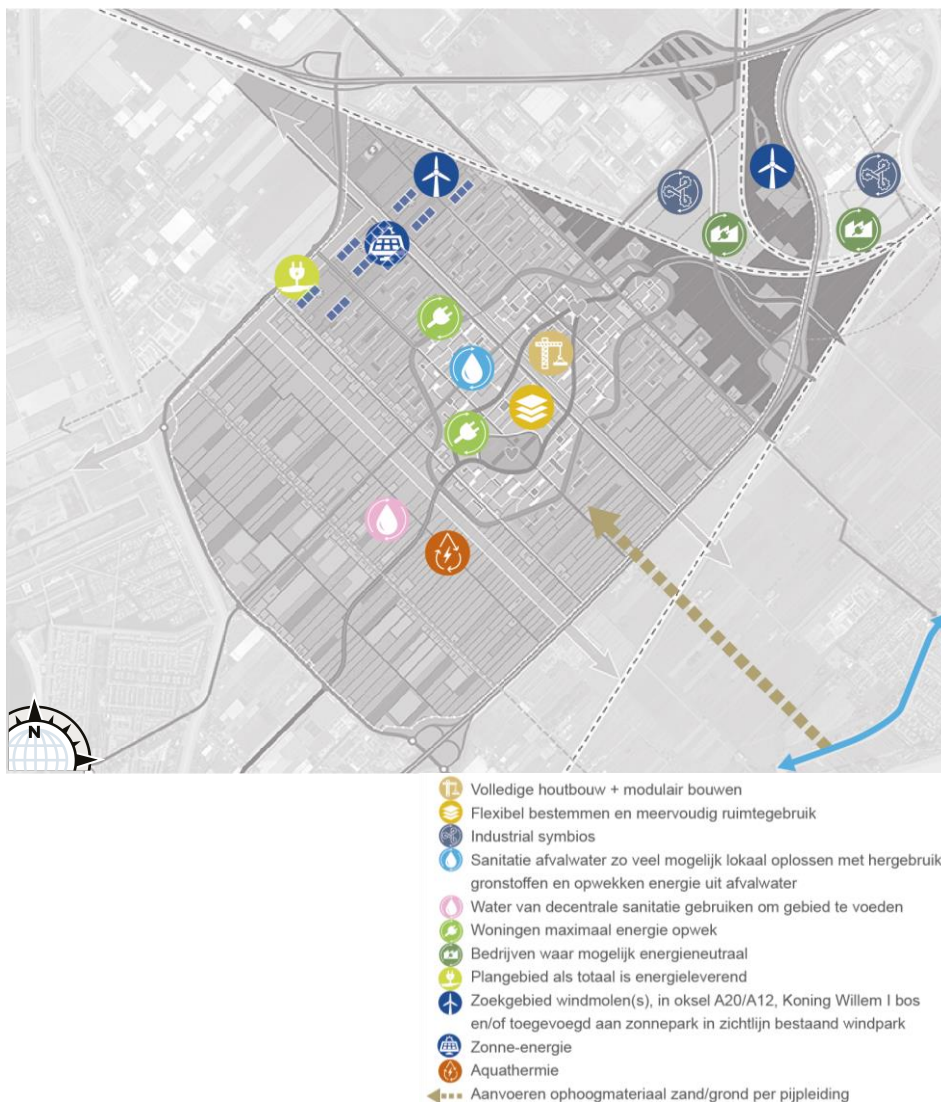 N
Volledige houtbouw + modulair bouwen
Flexibel bestemmen en meervoudig ruimtegebruik
Industrial symbios
Sanitatie afvalwater zo veel mogelijk lokaal oplossen met hergebruik
gronstoffen en opwekken energie uit afvalwater
Water van decentrale sanitatie gebruiken om gebied te voeden
Woningen maximaal energie opwek
Bedrijven waar mogelijk energieneutraal
Plangebied als totaal is energieleverend
Zoekgebied windmolen(s), in oksel A20/A12, Koning Willem I bos
en/of toegevoegd aan zonnepark in zichtlijn bestaand windpark
Zonne-energie
Aquathermie
Aanvoeren ophoogmateriaal zand/grond per pijpleiding